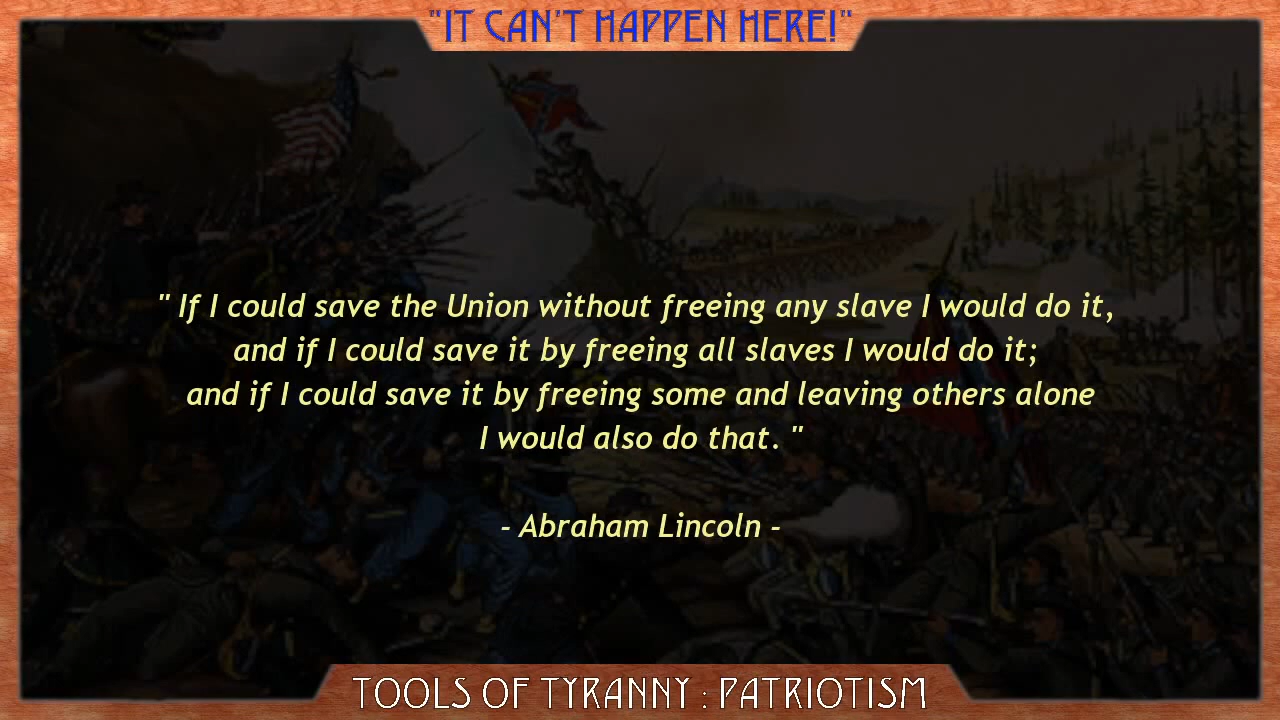 "IT CAN'T HAPPEN HERE!"
" If I could save the Union without freeing any slave I would do it,
and if I could save it by freeing all slaves I would do it;
and if I could save it by freeing some and leaving others alone
I would also do that. "
- Abraham Lincoln -
TOOLS OF TYRANNY : PATRIOTISM